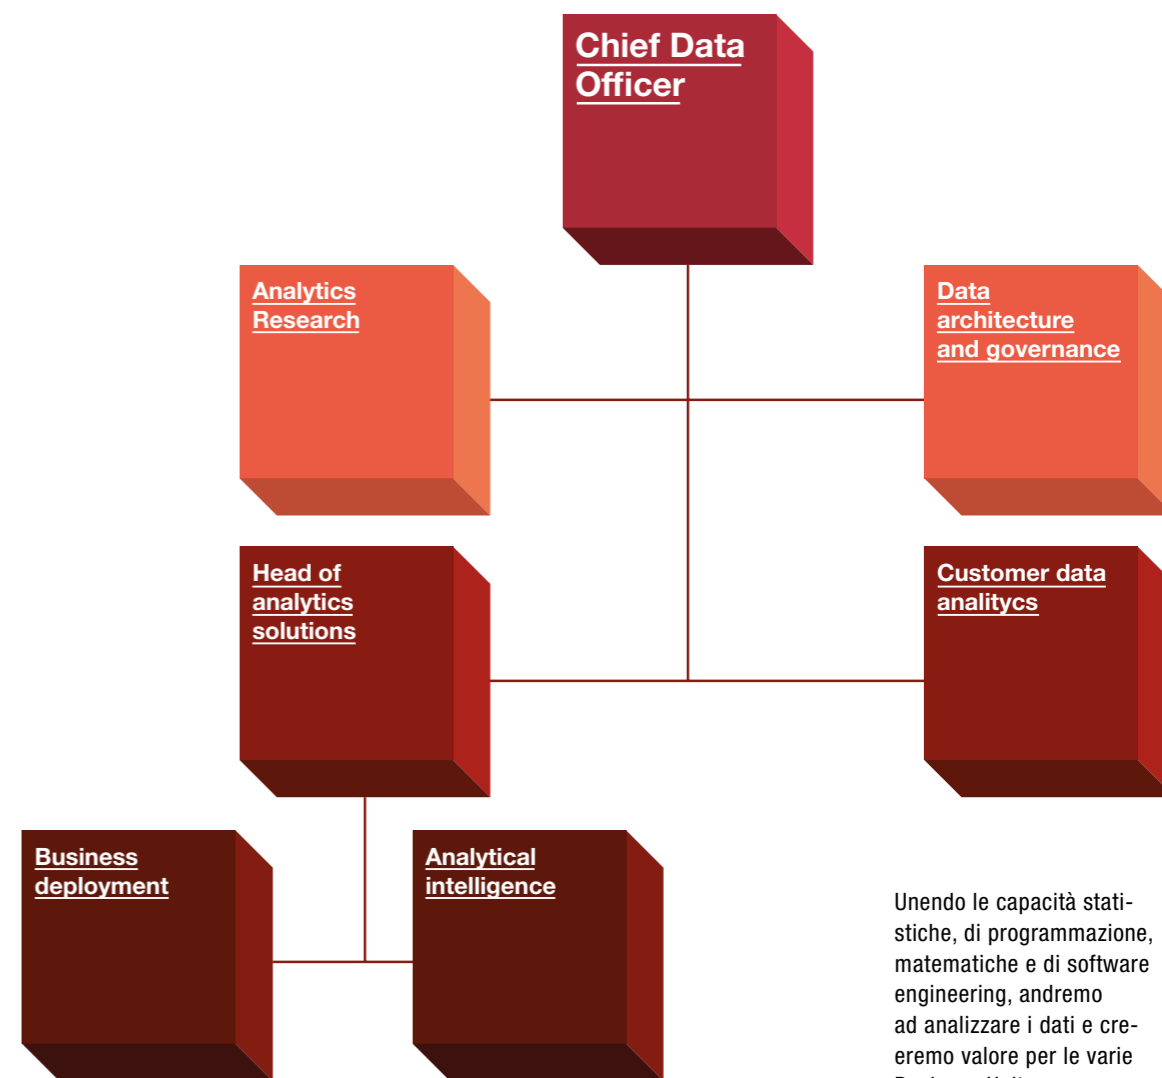 Chief Data
Officer
Analytics
Research
Data
architecture
and governance
Head of
analytics
solutions
Customer data
analitycs
Business
deployment
Analytical
intelligence
Unendo le capacità stati-
stiche, di programmazione,
matematiche e di software
engineering, andremo
ad analizzare i dati e cre-
eremo valore per le varie